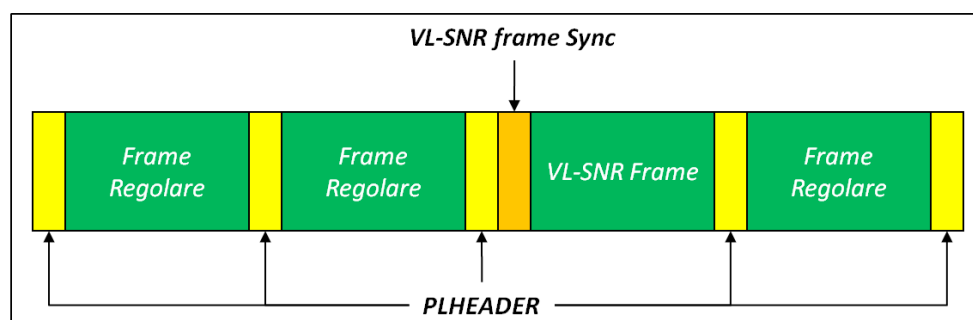 VL-SNR frame Sync
Frame
Regolare
Frame
Regolare
VL-SNR Frame
Frame
Regolare
PLHEADER